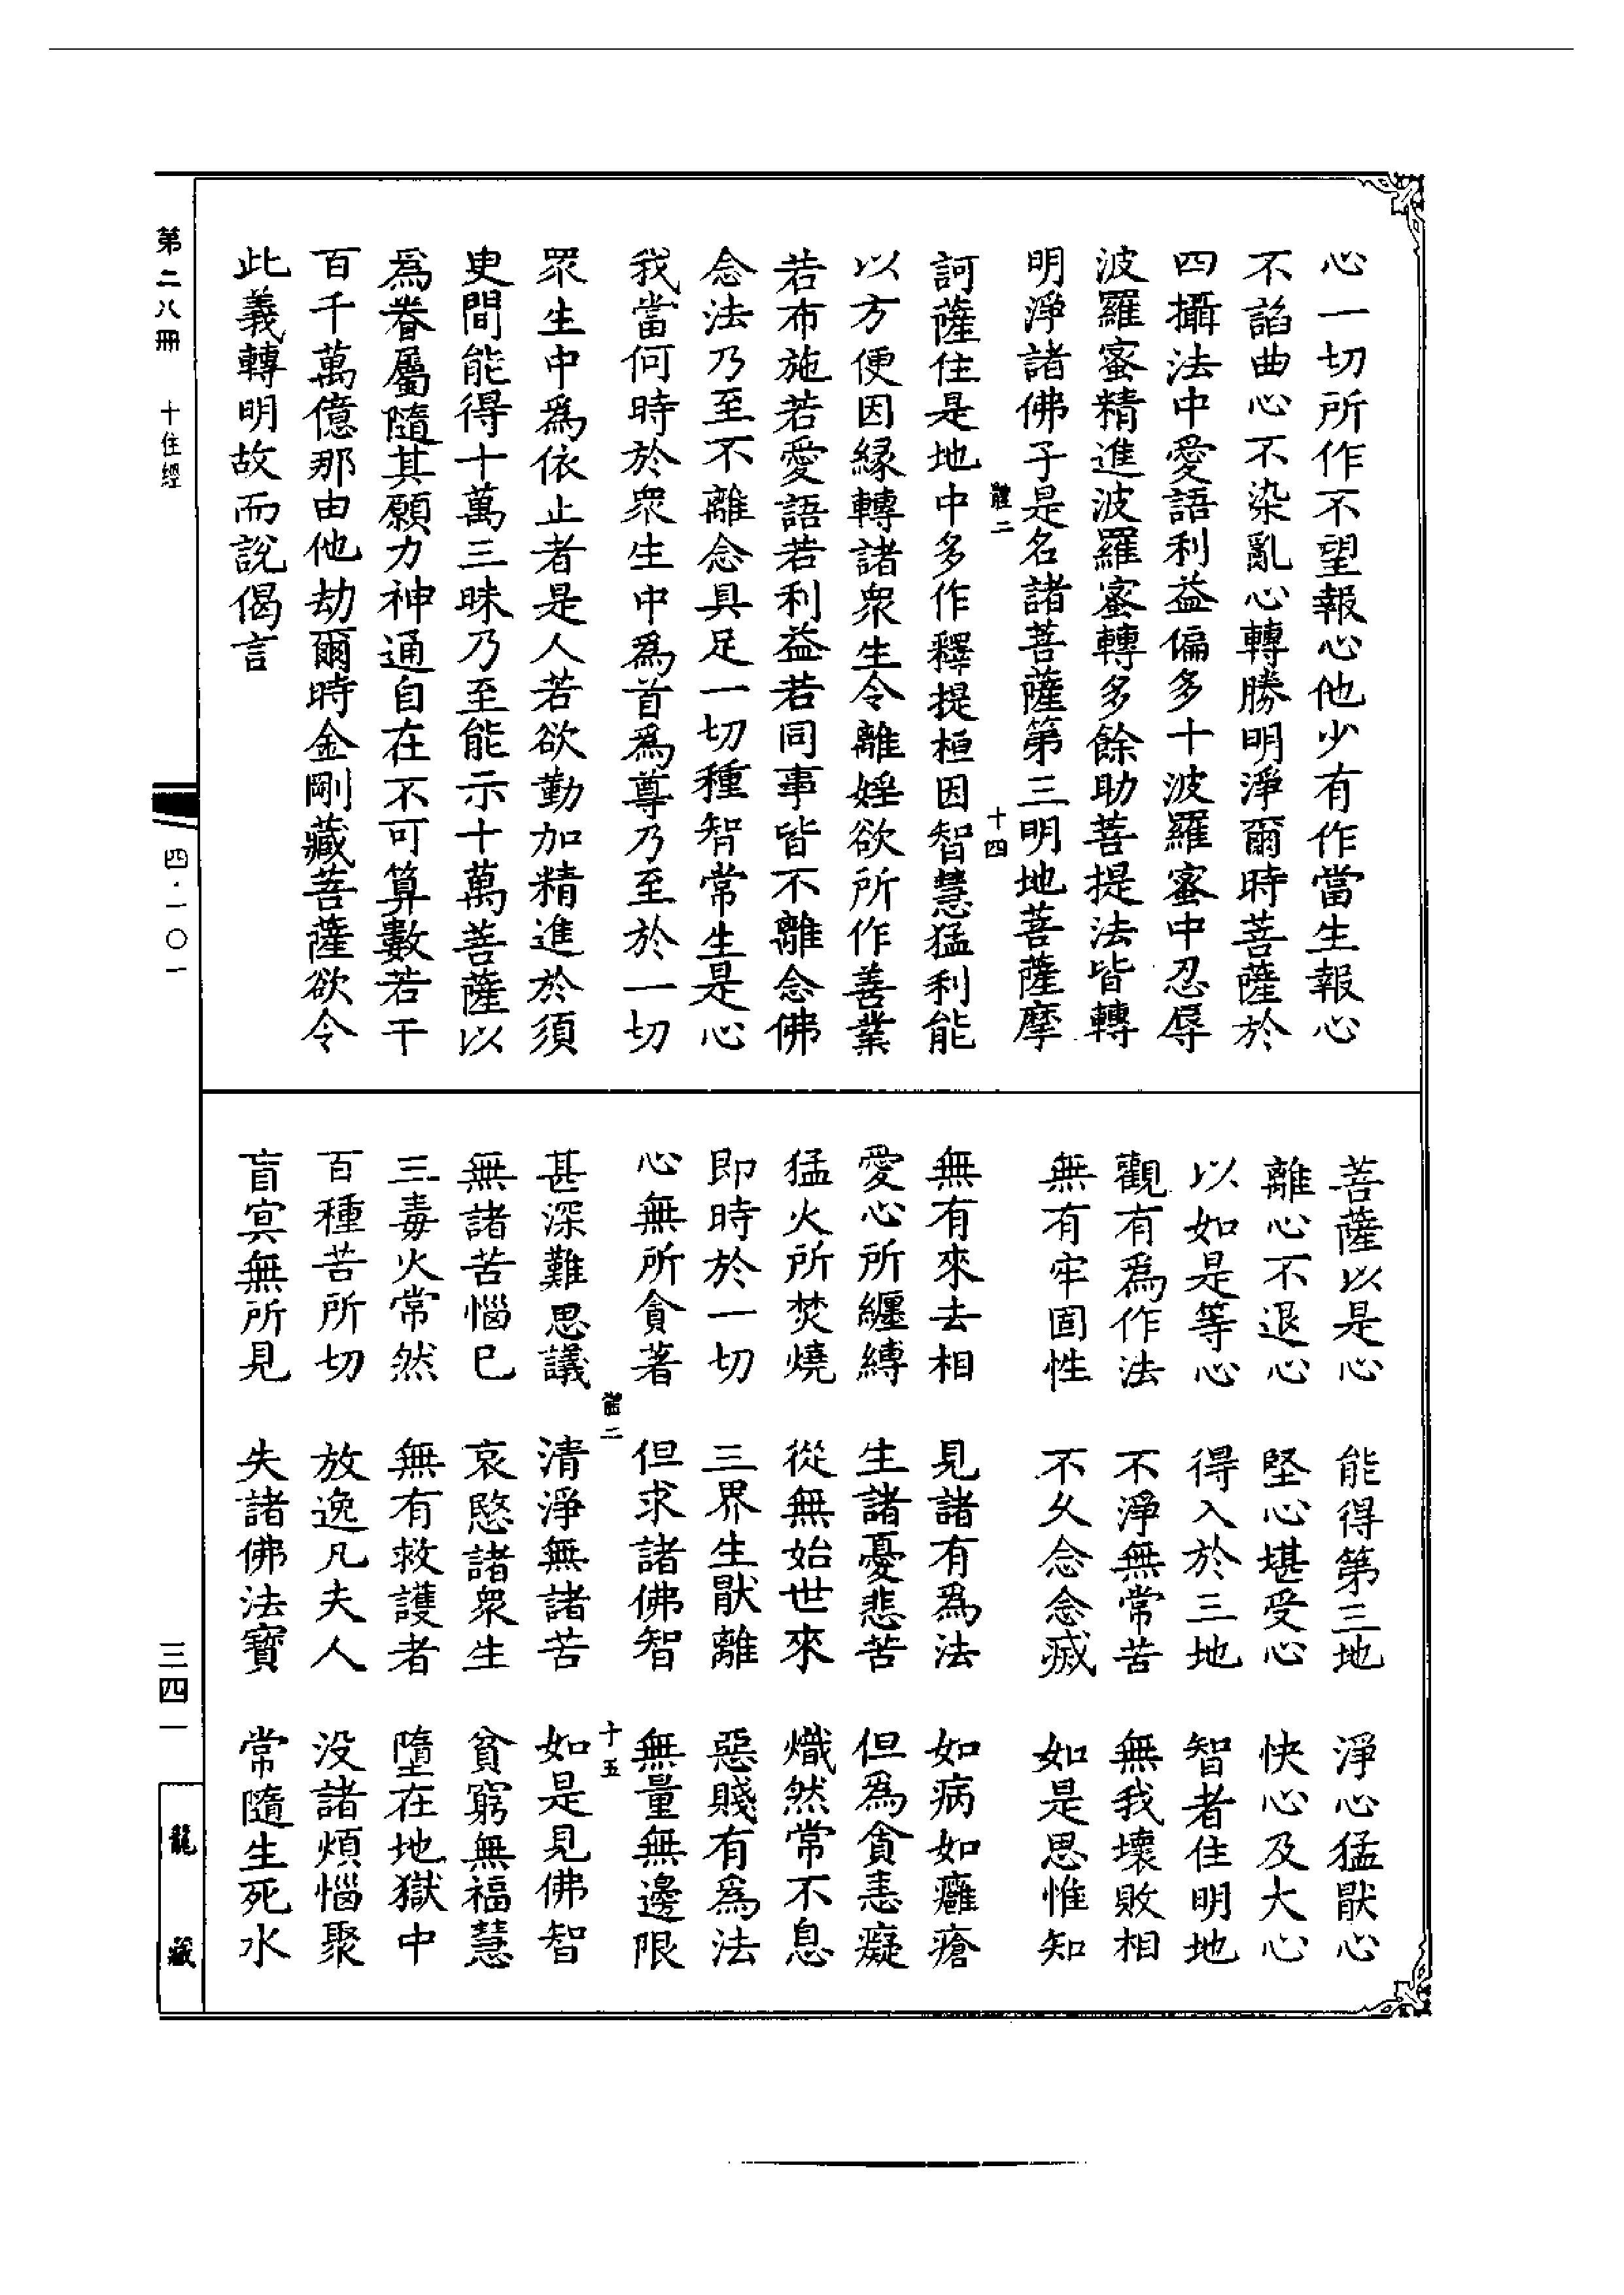 心一切所作不望報心他少有作當生報心
不諂曲心不染亂心轉勝明淨爾時菩薩於
四攝法中愛語利益偏多十波羅蜜中忍辱
波羅蜜精進波羅蜜轉多餘助菩提法皆轉
明淨諸佛子是名諸菩薩第三明地菩薩摩
訶薩住是地中多作釋提桓因智慧猛利能
以方便因緣轉諸衆生令離婬欲所作善業
若布施若愛語若利益若同事皆不離念佛
念法乃至不離念具足一切種智常生是心
我當何時於衆生中爲首爲尊乃至於一切
眾生中爲依止者是人若欲勤加精進於須
臾間能得十萬三昧乃至能示十萬菩薩以
爲眷屬隨其願力神通自在不可算數若干
百千萬億那由他劫爾時金剛藏菩薩欲令
此義轉明故而說偈言
菩薩以是心 能得第三地 淨心猛厭心
離心不退心 堅心堪受心 快心及大心
以如是等心 得入於三地 智者住明地
觀有爲作法 不淨無常苦 無我壞敗相
無有牢固性 不久念念滅 如是思惟知
無有來去相 見諸有爲法 如病如癰瘡
愛心所纏縛 生諸憂悲苦 但爲貪恚癡
猛火所焚燒 從無始世來 熾然常不息
即時於一切 三界生厭離 惡賤有爲法
心無所貪著 但求諸佛智 無量無邊限
甚深難思議 清淨無諸苦 如是見佛智
無諸苦惱已 哀愍諸眾生 貧窮無福慧
三毒火常然 無有救護者 墮在地獄中
百種苦所切 放逸凡夫人 没諸煩惱聚
盲冥無所見 失諸佛法寶 常隨生死水
第二八冊 十住經
四·一〇一
三四一
龍藏
十四
十五